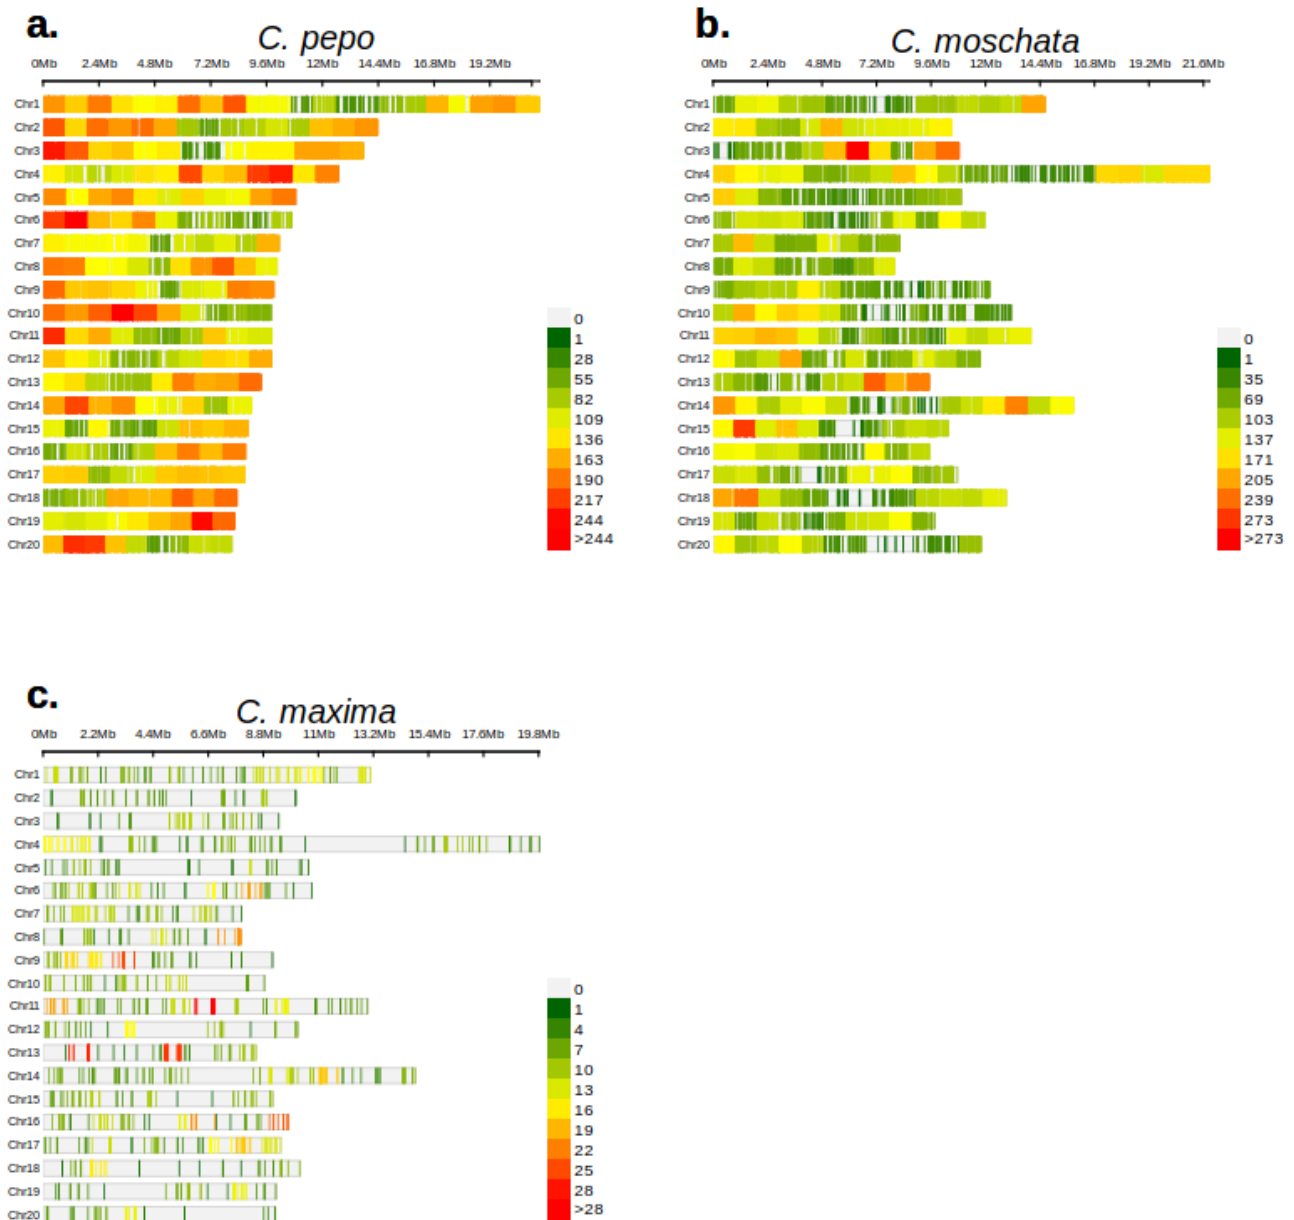 a.
C. pepo
0Mb 2.4Mb 4.8Mb 7.2Mb 9.6Mb 12Mb 14.4Mb 16.8Mb 19.2Mb
Chr1
Chr2
Chr3
Chr4
Chr5
Chr6
Chr7
Chr8
Chr9
Chr10
Chr11
Chr12
Chr13
Chr14
Chr15
Chr16
Chr17
Chr18
Chr19
Chr20
0
1
28
55
82
109
136
163
190
217
244
>244
b.
C. moschata
0Mb 2.4Mb 4.8Mb 7.2Mb 9.6Mb 12Mb 14.4Mb 16.8Mb 19.2Mb 21.6Mb
Chr1
Chr2
Chr3
Chr4
Chr5
Chr6
Chr7
Chr8
Chr9
Chr10
Chr11
Chr12
Chr13
Chr14
Chr15
Chr16
Chr17
Chr18
Chr19
Chr20
0
1
35
69
103
137
171
205
239
273
>273
c.
C. maxima
0Mb 2.2Mb 4.4Mb 6.6Mb 8.8Mb 11Mb 13.2Mb 15.4Mb 17.6Mb 19.8Mb
Chr1
Chr2
Chr3
Chr4
Chr5
Chr6
Chr7
Chr8
Chr9
Chr10
Chr11
Chr12
Chr13
Chr14
Chr15
Chr16
Chr17
Chr18
Chr19
Chr20
0
1
4
7
10
13
16
19
22
25
28
>28